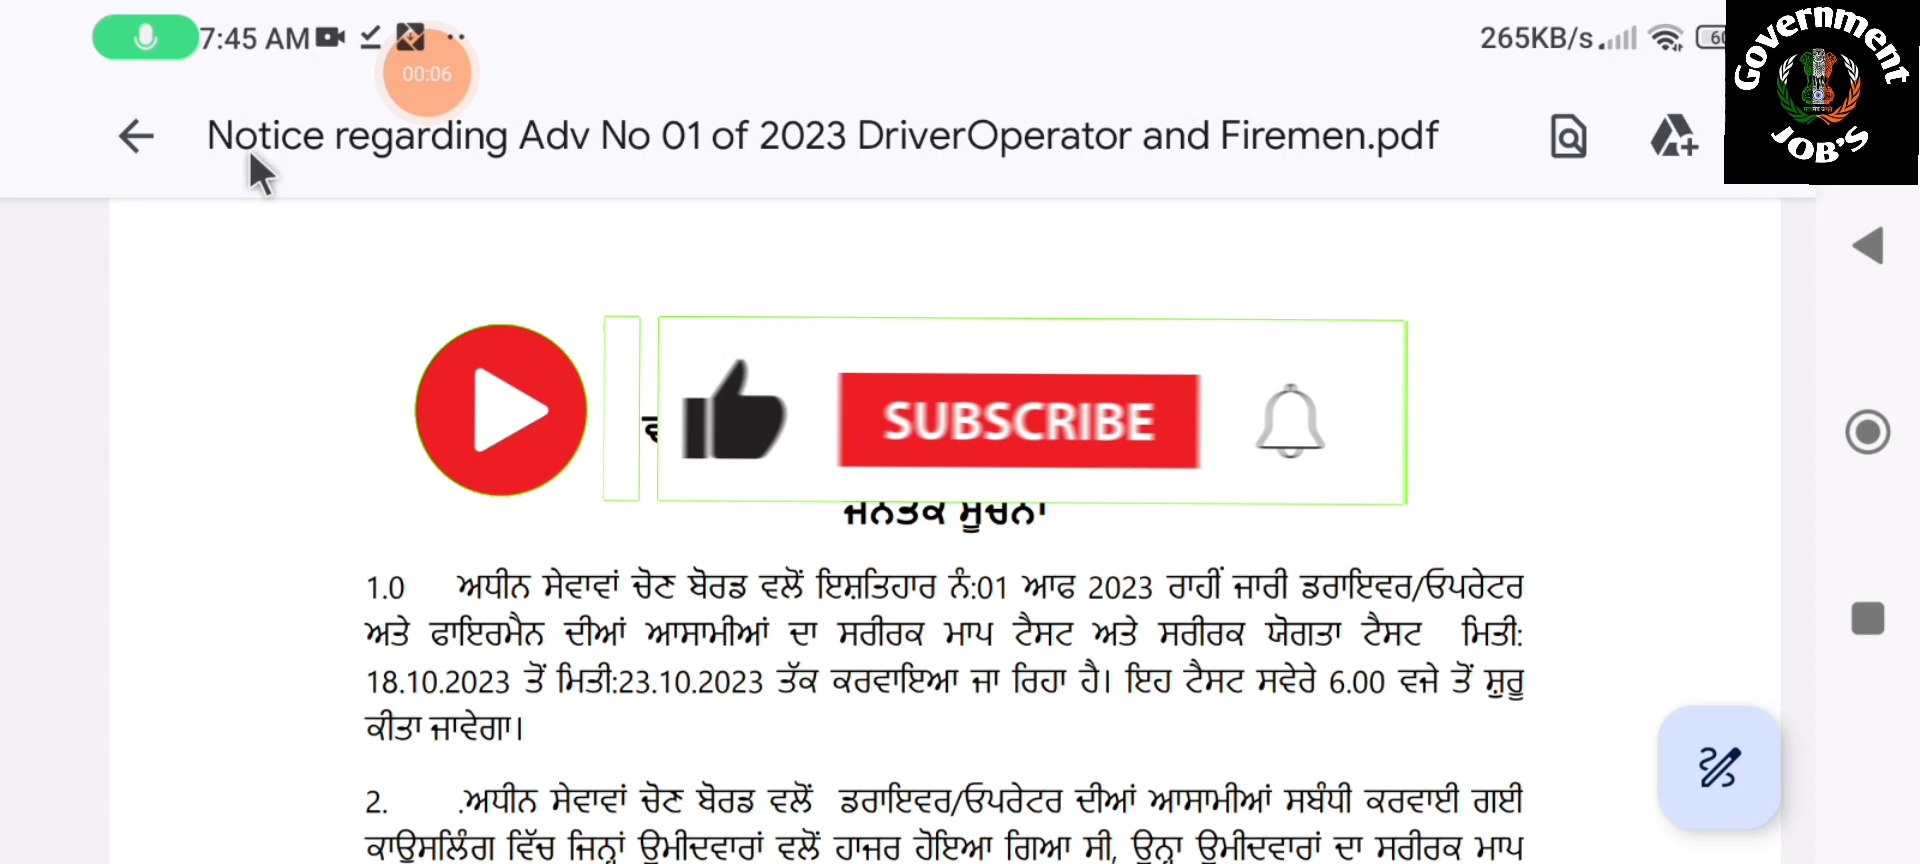 7:45 AM
00:06
265KB/s
60
Government
JOB'S
Notice regarding Adv No 01 of 2023 DriverOperator and Firemen.pdf
SUBSCRIBE
ਜਨਤਕ ਸੂਚਨਾ
1.0 ਅਧੀਨ ਸੇਵਾਵਾਂ ਚੋਣ ਬੋਰਡ ਵਲੋਂ ਇਸ਼ਤਿਹਾਰ ਨੰ:01 ਆਫ 2023 ਰਾਹੀਂ ਜਾਰੀ ਡਰਾਇਵਰ/ਓਪਰੇਟਰ
ਅਤੇ ਫਾਇਰਮੈਨ ਦੀਆਂ ਆਸਾਮੀਆਂ ਦਾ ਸਰੀਰਕ ਮਾਪ ਟੈਸਟ ਅਤੇ ਸਰੀਰਕ ਯੋਗਤਾ ਟੈਸਟ ਮਿਤੀ:
18.10.2023 ਤੋਂ ਮਿਤੀ:23.10.2023 ਤੱਕ ਕਰਵਾਇਆ ਜਾ ਰਿਹਾ ਹੈ। ਇਹ ਟੈਸਟ ਸਵੇਰੇ 6.00 ਵਜੇ ਤੋਂ ਸ਼ੁਰੂ
ਕੀਤਾ ਜਾਵੇਗਾ।
2. .ਅਧੀਨ ਸੇਵਾਵਾਂ ਚੋਣ ਬੋਰਡ ਵਲੋਂ ਡਰਾਇਵਰ/ਓਪਰੇਟਰ ਦੀਆਂ ਆਸਾਮੀਆਂ ਸਬੰਧੀ ਕਰਵਾਈ ਗਈ
ਕਾਉਂਸਲਿੰਗ ਵਿੱਚ ਜਿਨ੍ਹਾਂ ਉਮੀਦਵਾਰਾਂ ਵਲੋਂ ਹਾਜਰ ਹੋਇਆ ਗਿਆ ਸੀ, ਉਨ੍ਹਾ ਉਮੀਦਵਾਰਾਂ ਦਾ ਸਰੀਰਕ ਮਾਪ